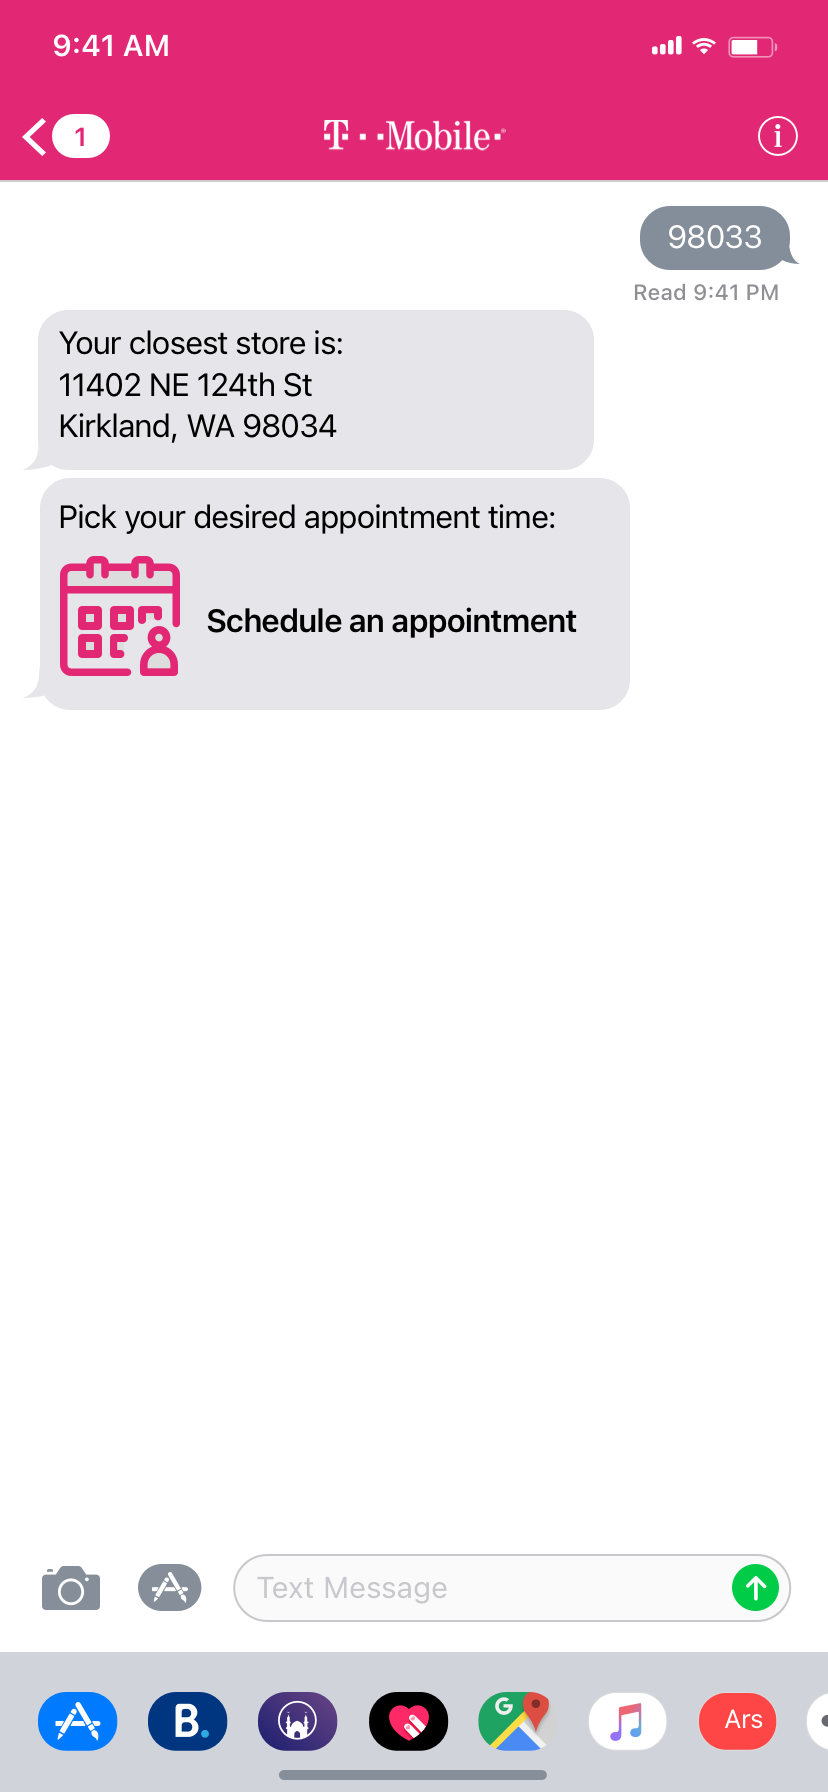 9:41 AM
1
T··Mobile·®
i
98033
Read 9:41 PM
Your closest store is:
11402 NE 124th St
Kirkland, WA 98034
Pick your desired appointment time:
Schedule an appointment
Text Message
B.
G
Ars